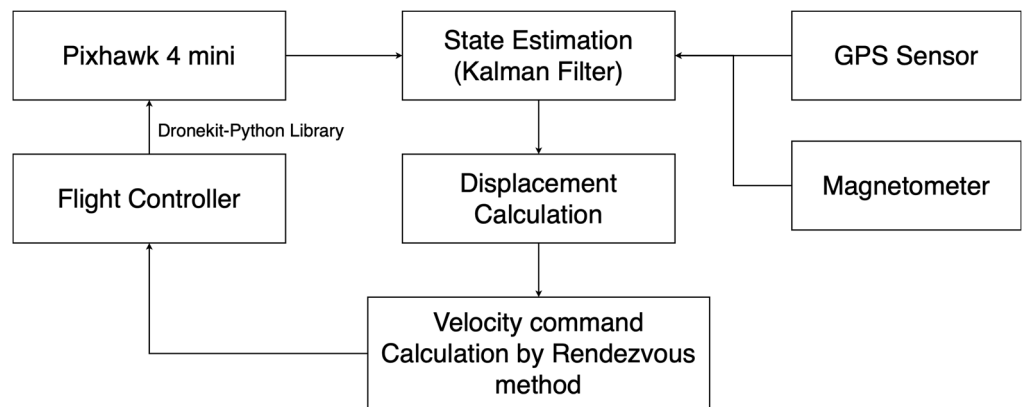 Pixhawk 4 mini
State Estimation
(Kalman Filter)
GPS Sensor
Dronekit-Python Library
Flight Controller
Displacement
Calculation
Magnetometer
Velocity command
Calculation by Rendezvous
method